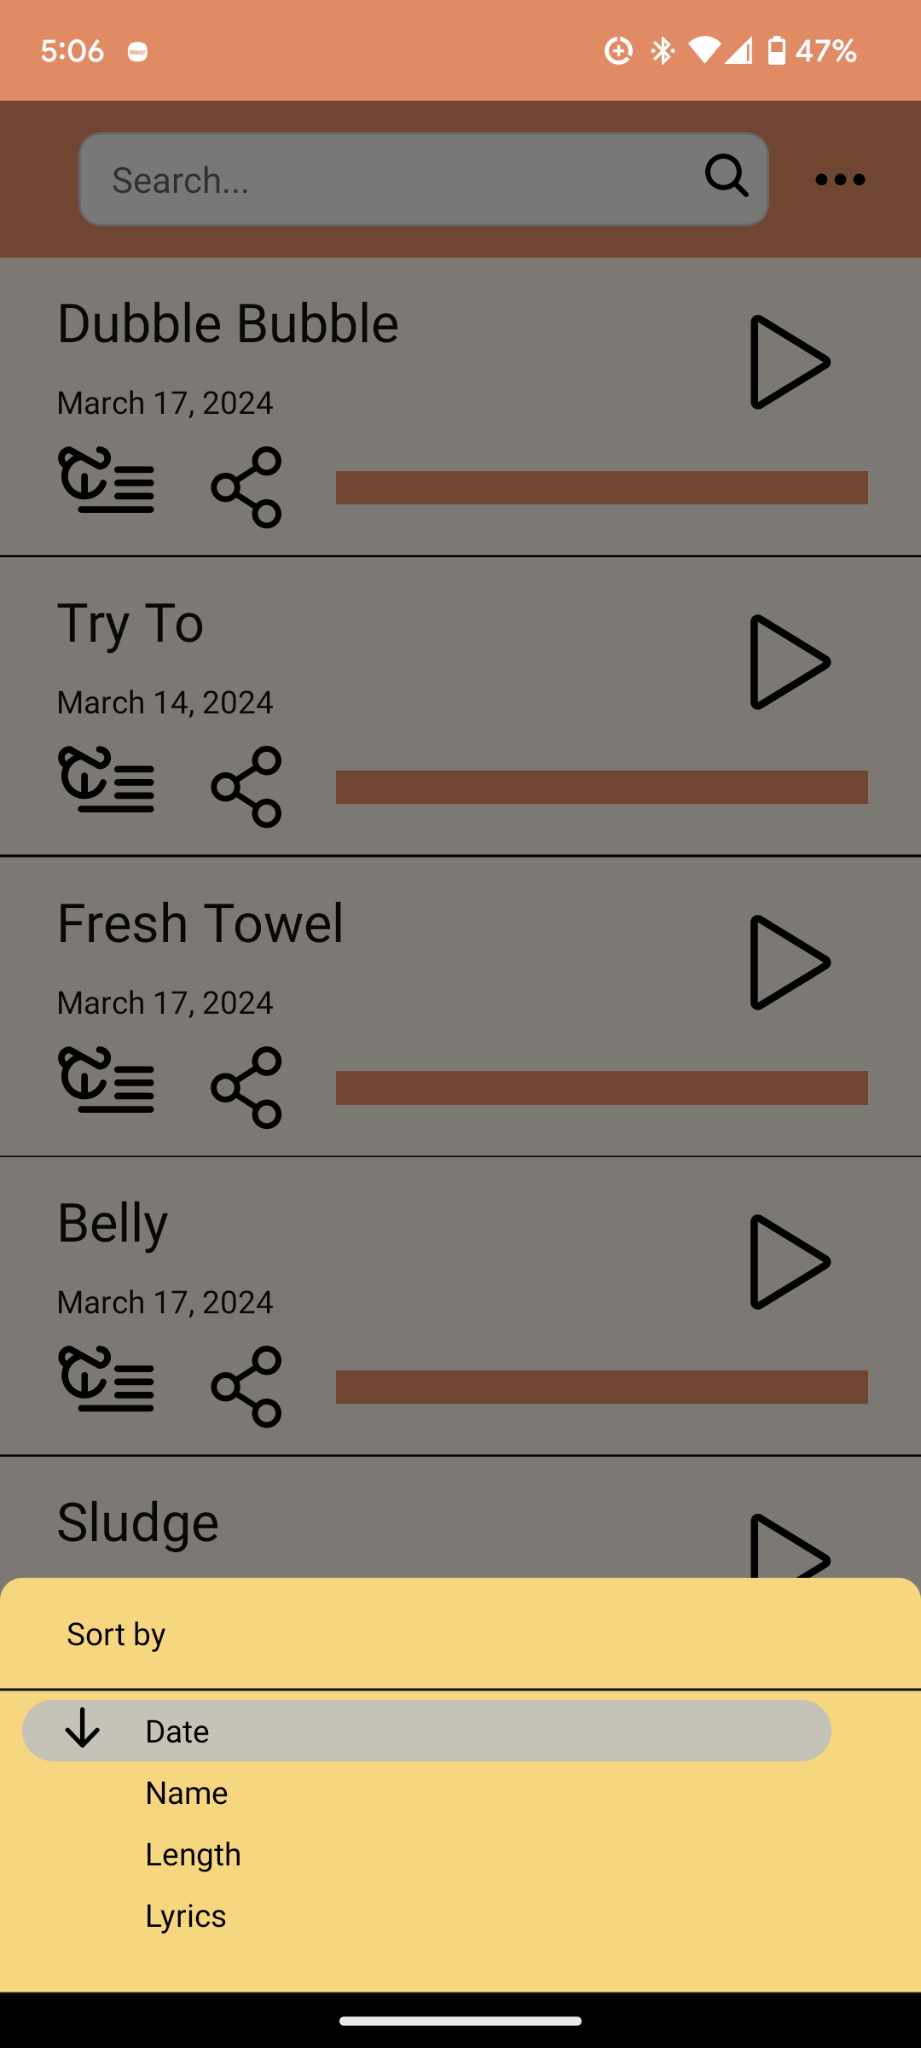 5:06
47%
Search...
Dubble Bubble
March 17, 2024
Try To
March 14, 2024
Fresh Towel
March 17, 2024
Belly
March 17, 2024
Sludge
Sort by
Date
Name
Length
Lyrics